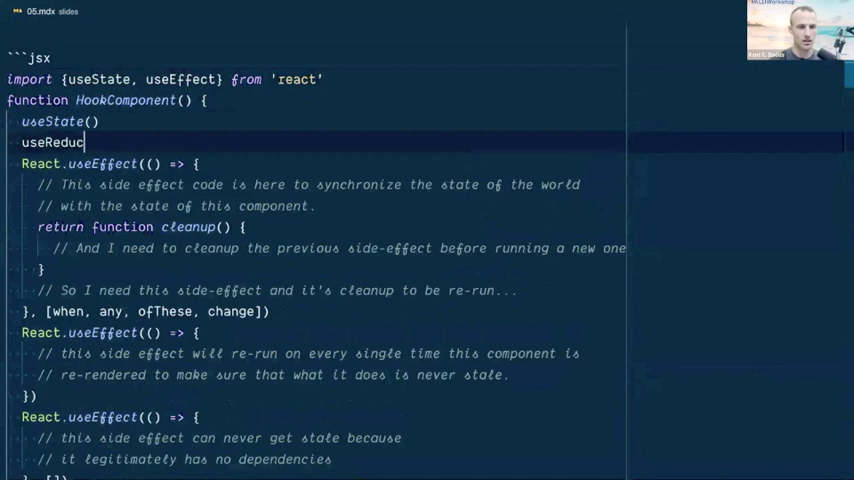 05.mdx slides
#KCDWorkshop
Kent C. Dodds
```jsx
import {useState, useEffect} from 'react'
function HookComponent() {
useState()
useReduc
React.useEffect(() => {
// This side effect code is here to synchronize the state of the world
// with the state of this component.
return function cleanup() {
// And I need to cleanup the previous side-effect before running a new one
}
// So I need this side-effect and it's cleanup to be re-run...
}, [when, any, ofThese, change])
React.useEffect(() => {
// this side effect will re-run on every single time this component is
// re-rendered to make sure that what it does is never stale.
})
React.useEffect(() => {
// this side effect can never get stale because
// it legitimately has no dependencies
}, [])